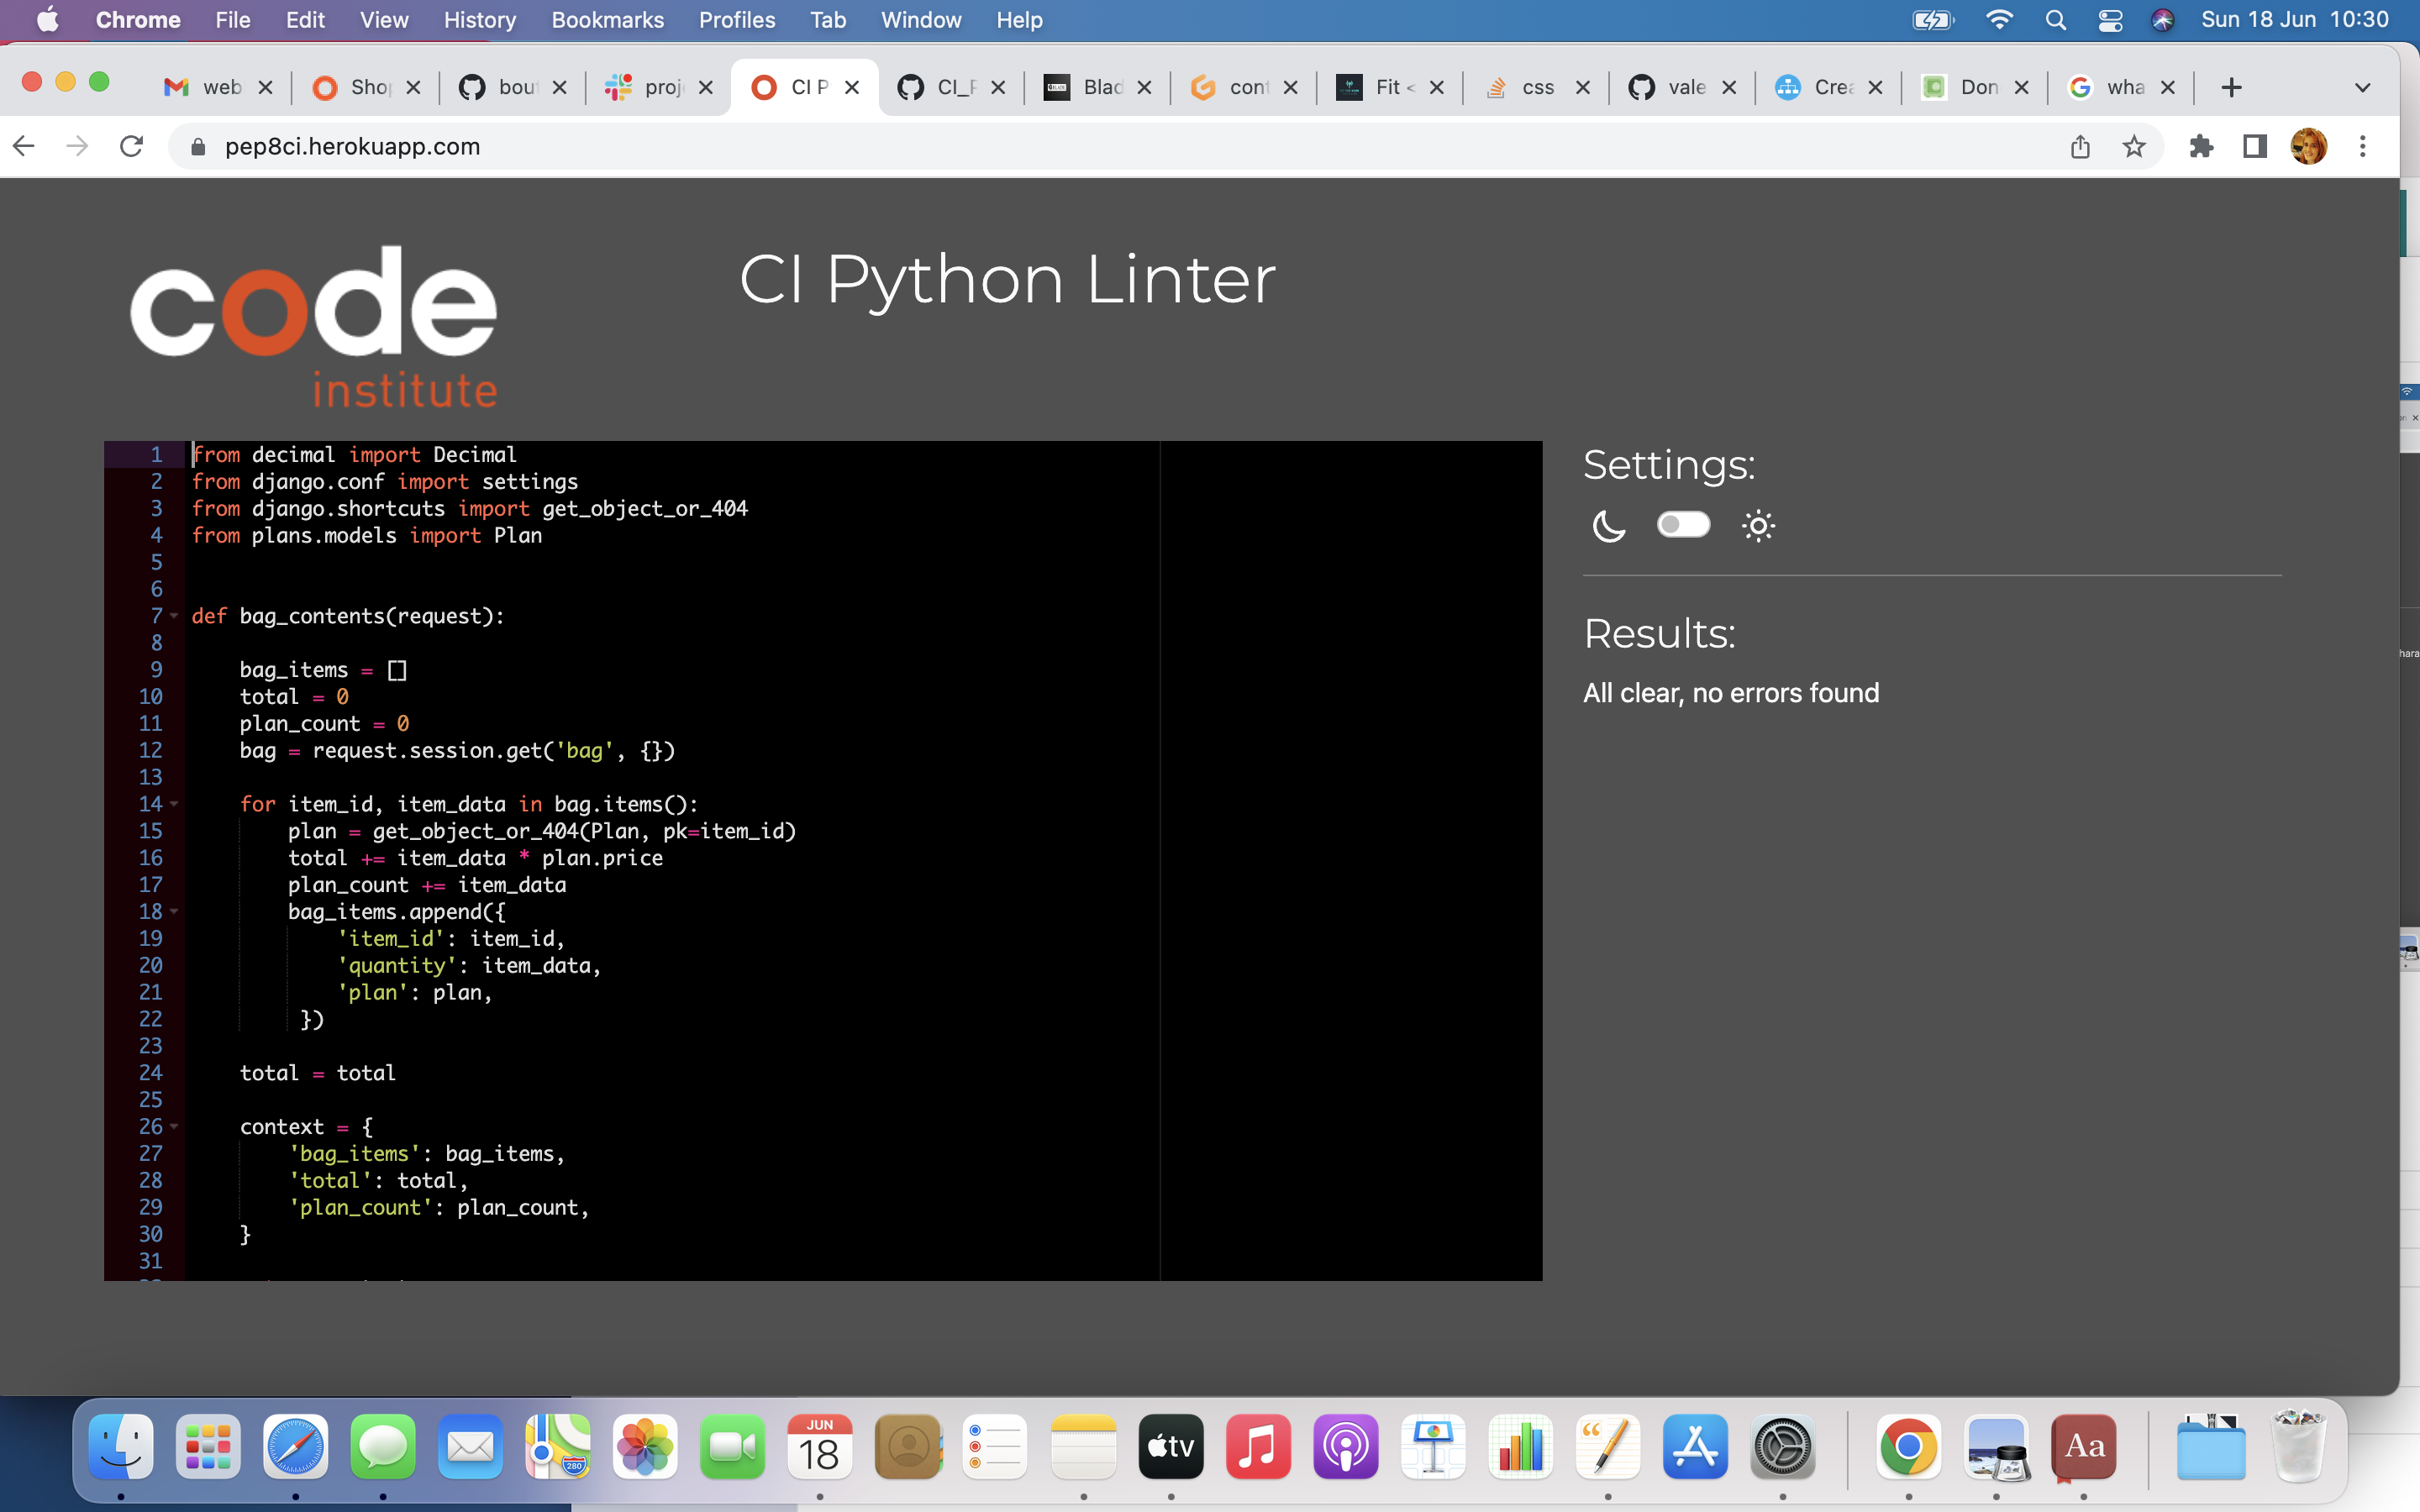 Chrome File Edit View History Bookmarks Profiles Tab Window Help Sun 18 Jun 10:30
web Sho bou proj CI P CI_F Blad con Fit < css vale Crea Don wha
pep8ci.herokuapp.com
code
institute
CI Python Linter
1 from decimal import Decimal
2 from django.conf import settings
3 from django.shortcuts import get_object_or_404
4 from plans.models import Plan
5
6
7 def bag_contents(request):
8
9 bag_items = []
10 total = 0
11 plan_count = 0
12 bag = request.session.get('bag', {})
13
14 for item_id, item_data in bag.items():
15 plan = get_object_or_404(Plan, pk=item_id)
16 total += item_data * plan.price
17 plan_count += item_data
18 bag_items.append({
19 'item_id': item_id,
20 'quantity': item_data,
21 'plan': plan,
22 })
23
24 total = total
25
26 context = {
27 'bag_items': bag_items,
28 'total': total,
29 'plan_count': plan_count,
30 }
31
Settings:
Results:
All clear, no errors found
hara
JUN
18
280
tv
Aa